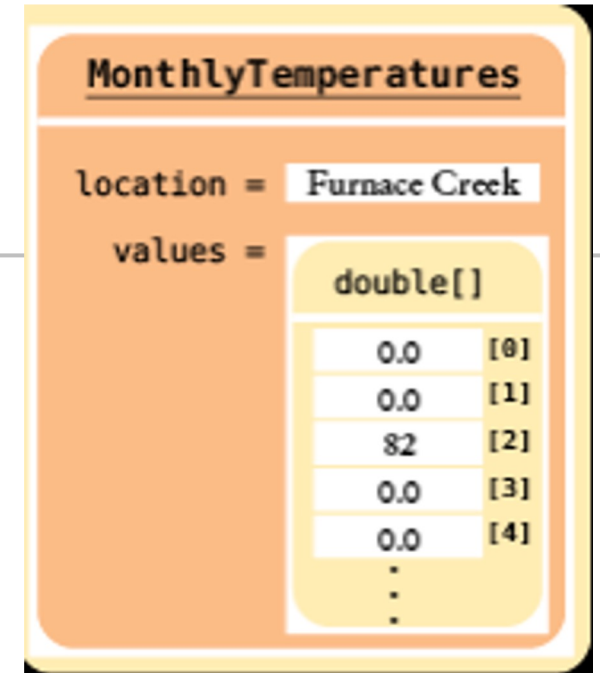 MonthlyTemperatures
location = Furnace Creek
values =
double[]
0.0 [0]
0.0 [1]
82 [2]
0.0 [3]
0.0 [4]